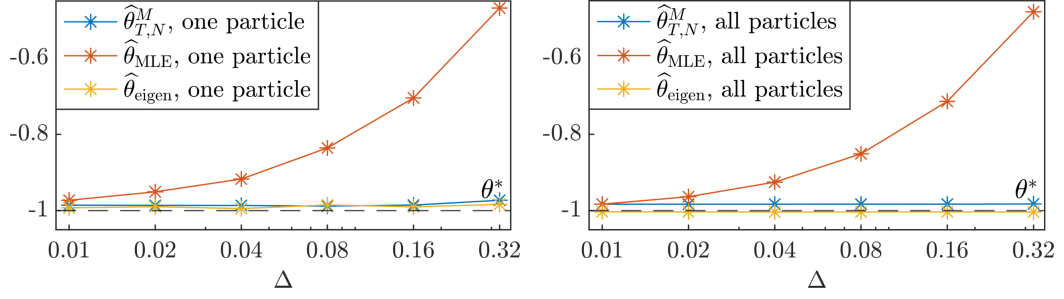 θ̂ᴹ_T,N, one particle
θ̂_MLE, one particle
θ̂_eigen, one particle
-0.6
-0.8
-1
θ*
0.01 0.02 0.04 0.08 0.16 0.32
Δ
θ̂ᴹ_T,N, all particles
θ̂_MLE, all particles
θ̂_eigen, all particles
-0.6
-0.8
-1
θ*
0.01 0.02 0.04 0.08 0.16 0.32
Δ